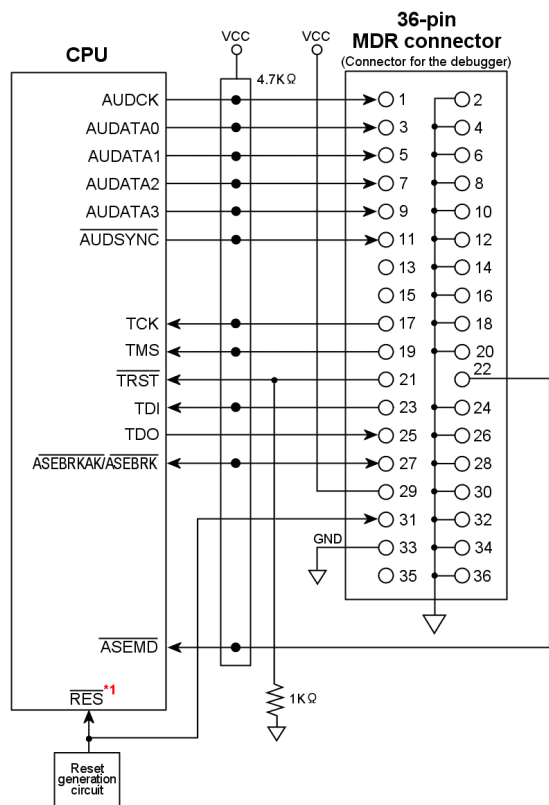 36-pin
MDR connector
(Connector for the debugger)
CPU
VCC
VCC
4.7KΩ
AUDCK
1
2
AUDATA0
3
4
AUDATA1
5
6
AUDATA2
7
8
AUDATA3
9
10
AUDSYNC
11
12
13
14
15
16
TCK
17
18
TMS
19
20
TRST
21
22
TDI
23
24
TDO
25
26
ASEBRKAK/ASEBRK
27
28
29
30
31
32
GND
33
34
35
36
ASEMD
RES*1
1KΩ
Reset
generation
circuit